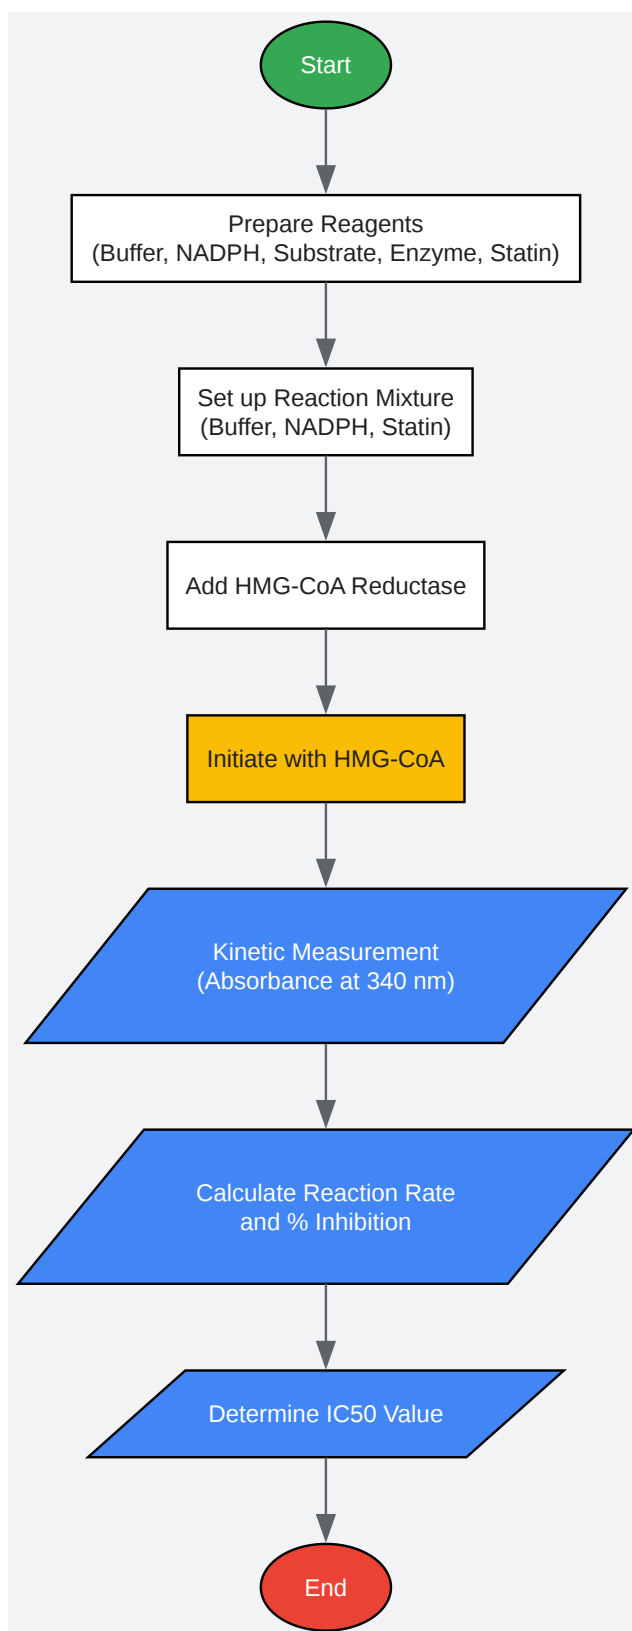 Start
Prepare Reagents
(Buffer, NADPH, Substrate, Enzyme, Statin)
Set up Reaction Mixture
(Buffer, NADPH, Statin)
Add HMG-CoA Reductase
Initiate with HMG-CoA
Kinetic Measurement
(Absorbance at 340 nm)
Calculate Reaction Rate
and % Inhibition
Determine IC50 Value
End